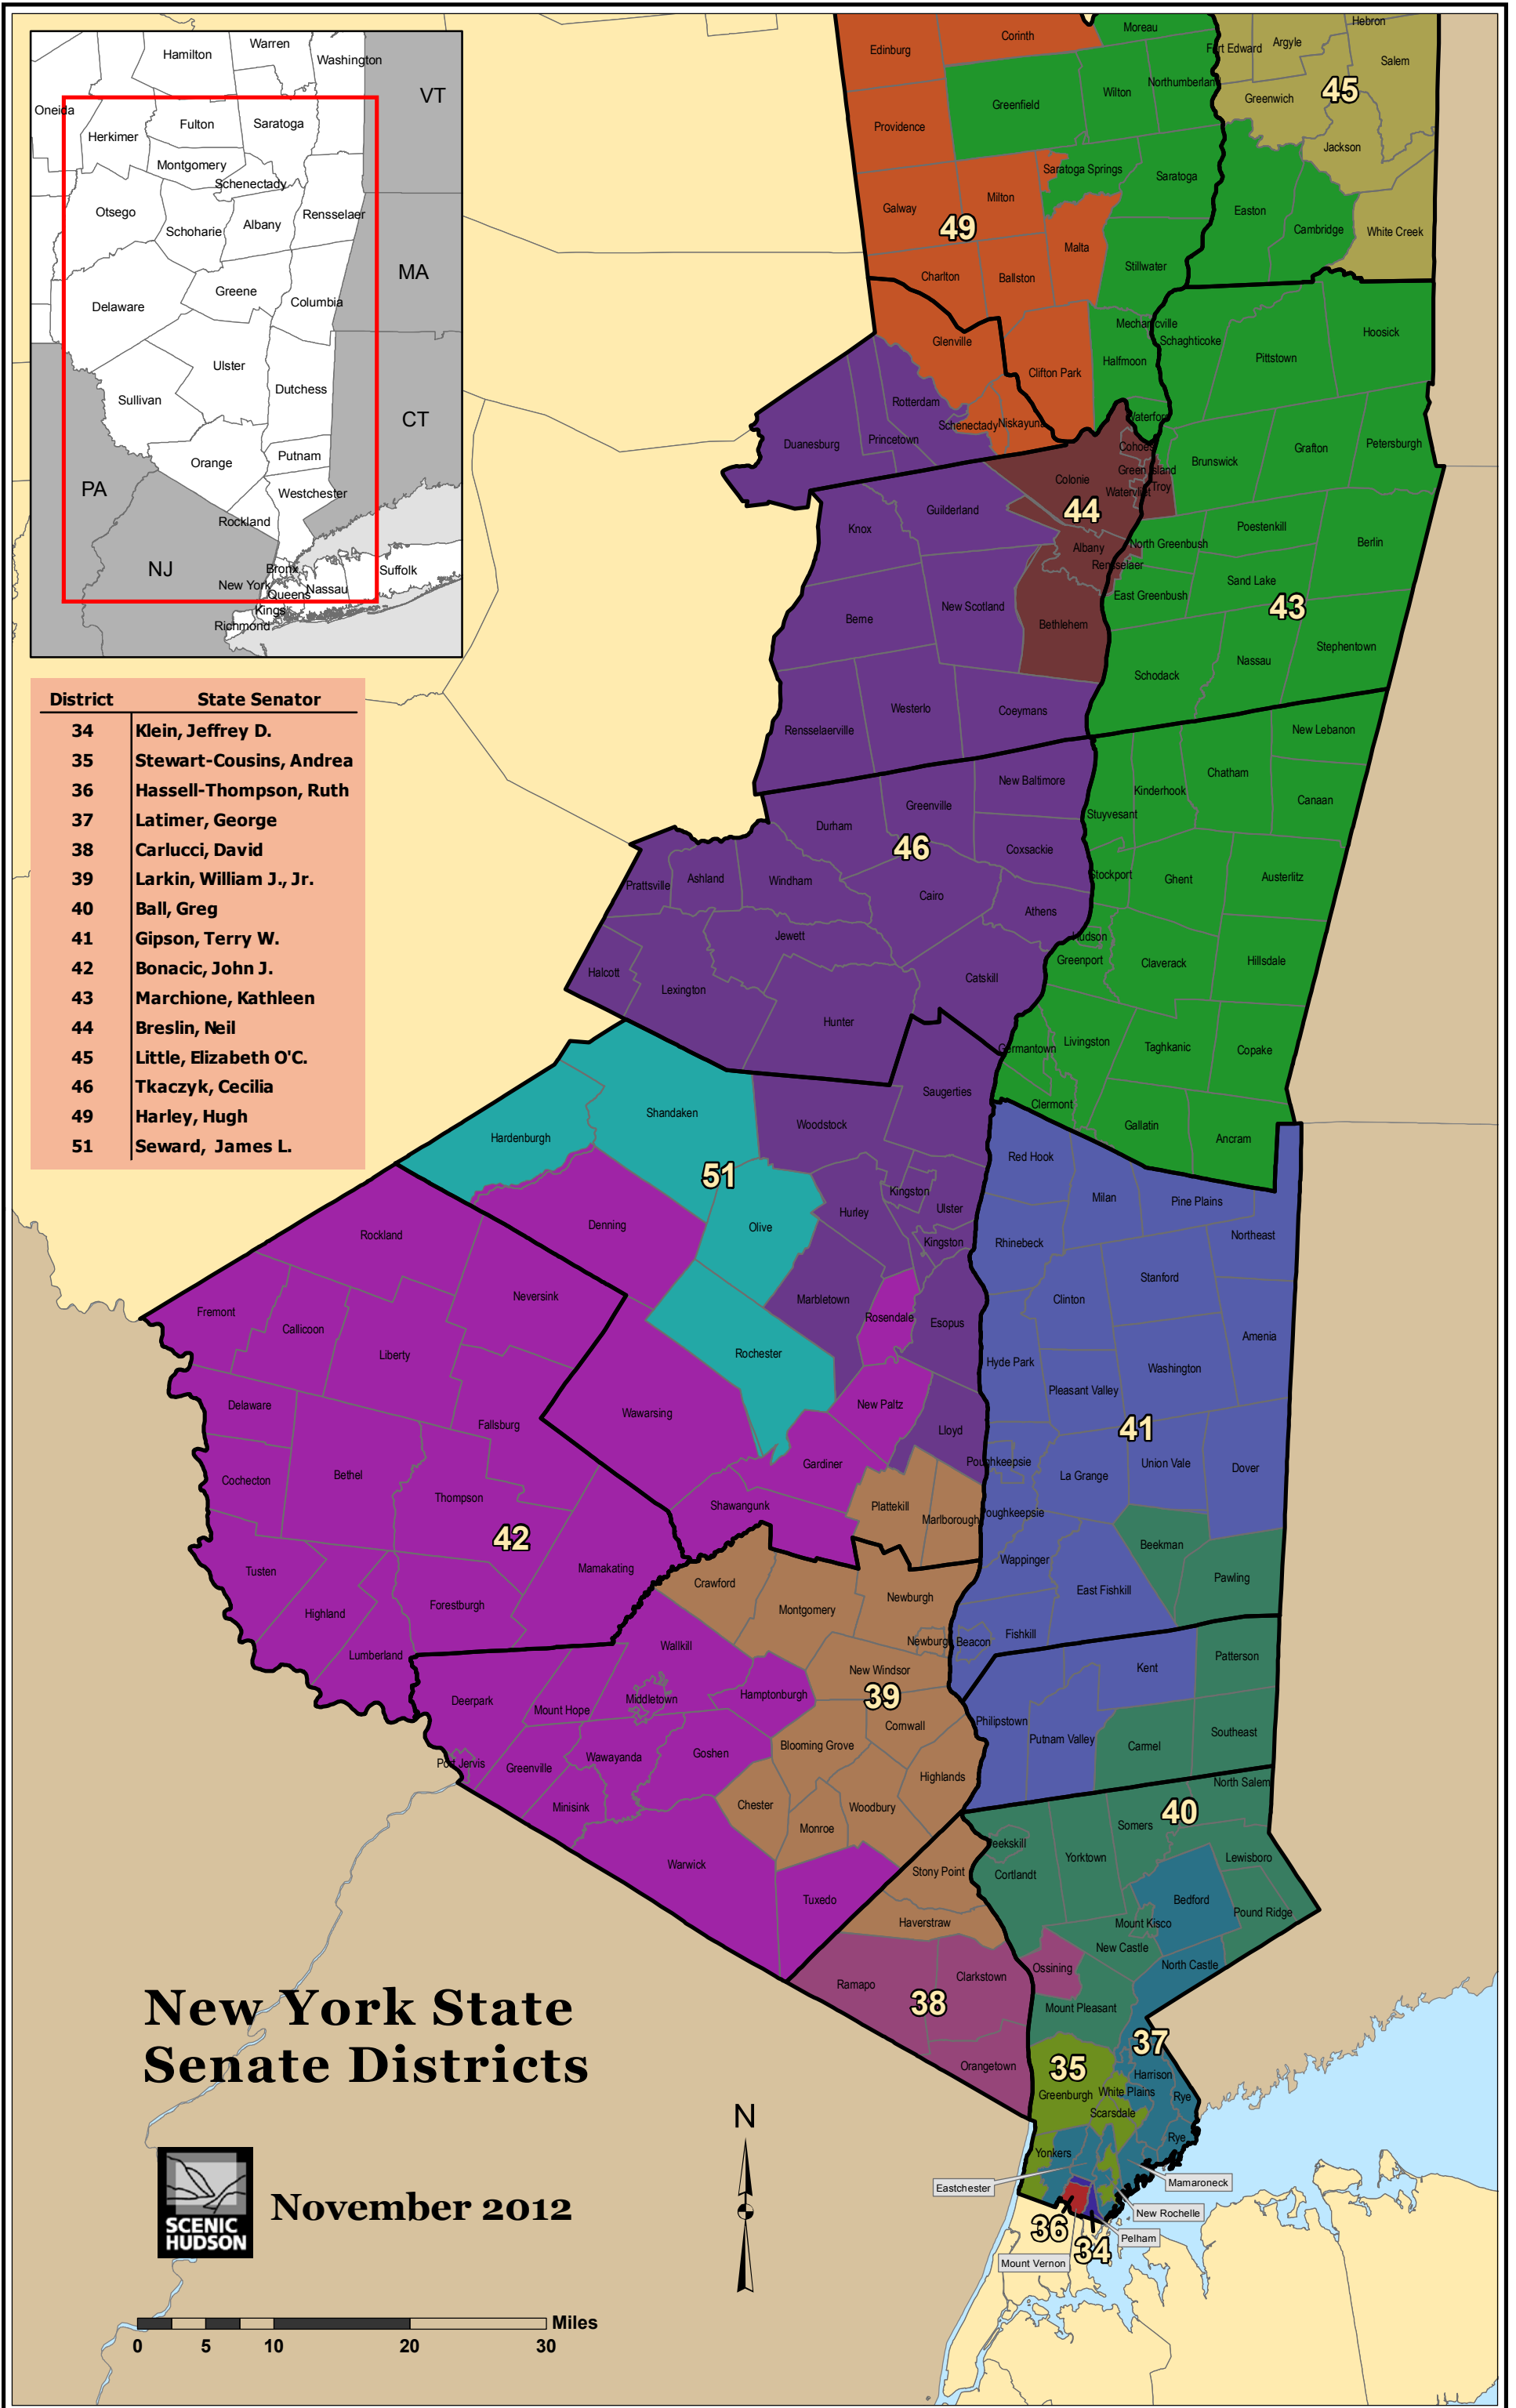 Hamilton
Warren
Washington
VT
Oneida
Herkimer
Fulton
Saratoga
Montgomery
Schenectady
Otsego
Schoharie
Albany
Rensselaer
MA
Delaware
Greene
Columbia
Ulster
Sullivan
Dutchess
CT
Orange
Putnam
PA
Westchester
Rockland
NJ
Bronx
New York
Queens
Nassau
Suffolk
Kings
Richmond
District State Senator
34 Klein, Jeffrey D.
35 Stewart-Cousins, Andrea
36 Hassell-Thompson, Ruth
37 Latimer, George
38 Carlucci, David
39 Larkin, William J., Jr.
40 Ball, Greg
41 Gipson, Terry W.
42 Bonacic, John J.
43 Marchione, Kathleen
44 Breslin, Neil
45 Little, Elizabeth O'C.
46 Tkaczyk, Cecilia
49 Harley, Hugh
51 Seward, James L.
Edinburg
Corinth
Moreau
Fort Edward
Argyle
Hebron
Salem
45
Greenfield
Wilton
Northumberland
Greenwich
Providence
Jackson
Saratoga Springs
Saratoga
Galway
Milton
49
Easton
Cambridge
White Creek
Malta
Charlton
Ballston
Stillwater
Mechanicville
Schaghticoke
Hoosick
Glenville
Pittstown
Clifton Park
Halfmoon
Rotterdam
Schenectady
Niskayuna
Waterford
Duanesburg
Princetown
Cohoes
Brunswick
Grafton
Petersburgh
Colonie
Green Island
Watervliet
Troy
44
Guilderland
Knox
Albany
North Greenbush
Poestenkill
Berlin
Rensselaer
East Greenbush
Sand Lake
43
New Scotland
Berne
Bethlehem
Stephentown
Nassau
Schodack
Westerlo
Coeymans
Rensselaerville
New Lebanon
New Baltimore
Kinderhook
Chatham
Canaan
Greenville
Stuyvesant
Durham
46
Coxsackie
Prattsville
Ashland
Windham
Stockport
Ghent
Austerlitz
Cairo
Athens
Jewett
Hudson
Greenport
Claverack
Hillsdale
Halcott
Lexington
Catskill
Hunter
Germantown
Livingston
Taghkanic
Copake
Saugerties
Clermont
Shandaken
Woodstock
Gallatin
Ancram
Hardenburgh
51
Red Hook
Milan
Pine Plains
Kingston
Hurley
Ulster
Denning
Olive
Rockland
Kingston
Rhinebeck
Northeast
Stanford
Neversink
Fremont
Callicoon
Marbletown
Rosendale
Esopus
Clinton
Amenia
Liberty
Rochester
Hyde Park
Washington
Pleasant Valley
Delaware
Wawarsing
New Paltz
Fallsburg
Lloyd
41
Cochecton
Bethel
Gardiner
Poughkeepsie
La Grange
Union Vale
Dover
Thompson
Shawangunk
Plattekill
Marlborough
Poughkeepsie
42
Beekman
Tusten
Mamakating
Wappinger
Pawling
Crawford
East Fishkill
Highland
Forestburgh
Montgomery
Newburgh
Lumberland
Wallkill
Newburgh
Beacon
Fishkill
New Windsor
Kent
Patterson
Deerpark
Mount Hope
Middletown
Hamptonburgh
39
Cornwall
Philipstown
Putnam Valley
Carmel
Southeast
Port Jervis
Greenville
Wawayanda
Goshen
Blooming Grove
Highlands
Minisink
Chester
Woodbury
Monroe
North Salem
40
Somers
Peekskill
Yorktown
Lewisboro
Warwick
Stony Point
Cortlandt
Bedford
Tuxedo
Haverstraw
Mount Kisco
Pound Ridge
New Castle
North Castle
Ramapo
Clarkstown
Ossining
38
Mount Pleasant
Orangetown
37
35
Harrison
Greenburgh
White Plains
Rye
Scarsdale
Yonkers
Rye
Eastchester
Mamaroneck
New Rochelle
36
Pelham
34
Mount Vernon
New York State
Senate Districts
SCENIC
HUDSON
November 2012
N
Miles
0 5 10 20 30